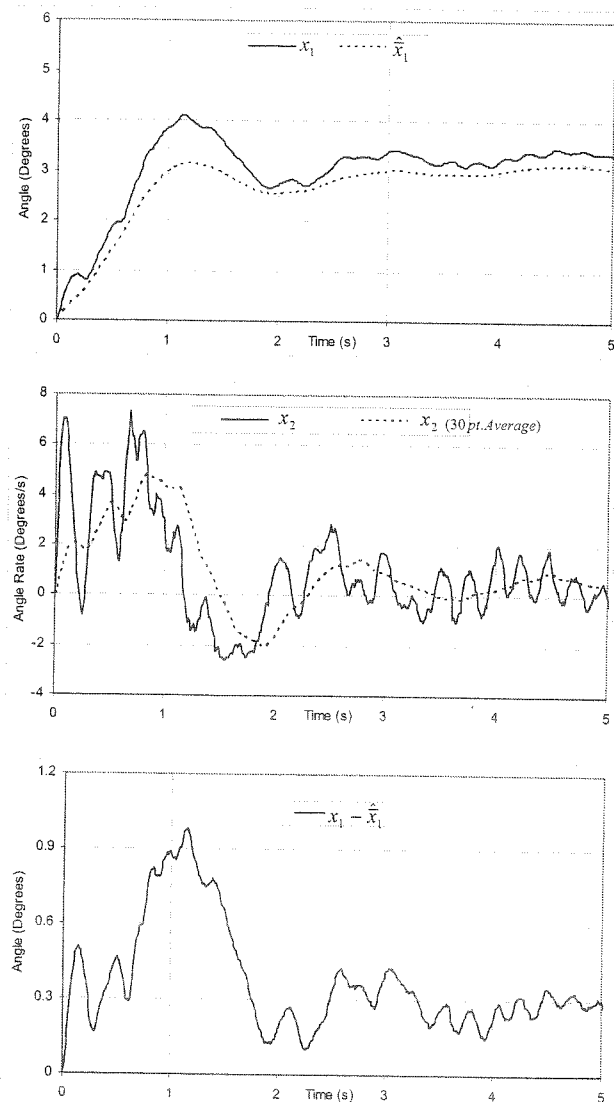 6
x₁ x̂̄₁
5
4
3
2
1
0
Angle (Degrees)
0 1 2 3 4 5
Time (s)
8
x₂ x₂ (30 pt. Average)
6
4
2
0
-2
-4
Angle Rate (Degrees/s)
0 1 2 3 4 5
Time (s)
1.2
x₁ − x̂̄₁
0.9
0.6
0.3
0
Angle (Degrees)
0 1 2 3 4 5
Time (s)